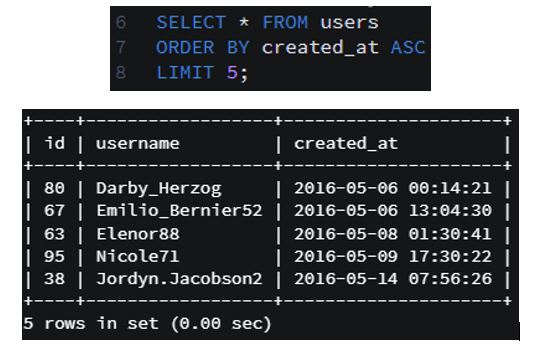 6 SELECT * FROM users
7 ORDER BY created_at ASC
8 LIMIT 5;
+----+------------------+---------------------+
| id | username | created_at |
+----+------------------+---------------------+
| 80 | Darby_Herzog | 2016-05-06 00:14:21 |
| 67 | Emilio_Bernier52 | 2016-05-06 13:04:30 |
| 63 | Elenor88 | 2016-05-08 01:30:41 |
| 95 | Nicole71 | 2016-05-09 17:30:22 |
| 38 | Jordyn.Jacobson2 | 2016-05-14 07:56:26 |
+----+------------------+---------------------+
5 rows in set (0.00 sec)